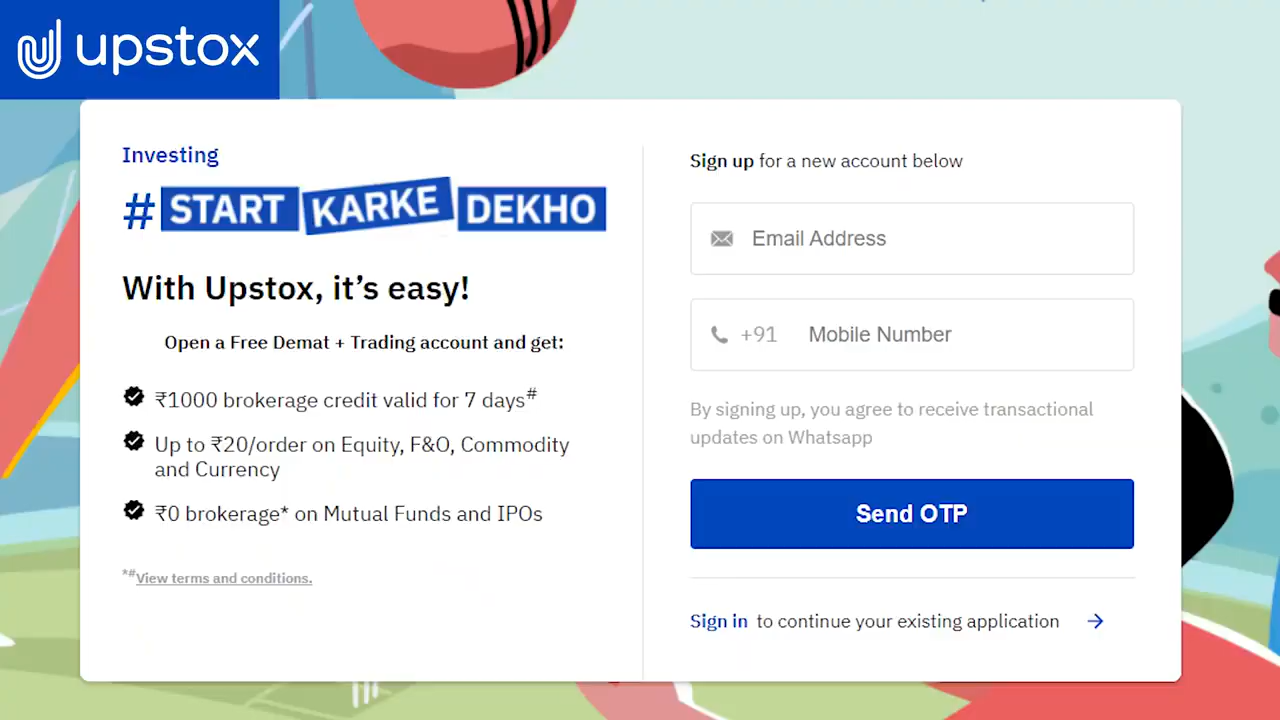 upstox
Investing
#START KARKE DEKHO
With Upstox, it’s easy!
Open a Free Demat + Trading account and get:
₹1000 brokerage credit valid for 7 days#
Up to ₹20/order on Equity, F&O, Commodity
and Currency
₹0 brokerage* on Mutual Funds and IPOs
*#View terms and conditions.
Sign up for a new account below
Email Address
+91 Mobile Number
By signing up, you agree to receive transactional
updates on Whatsapp
Send OTP
Sign in to continue your existing application